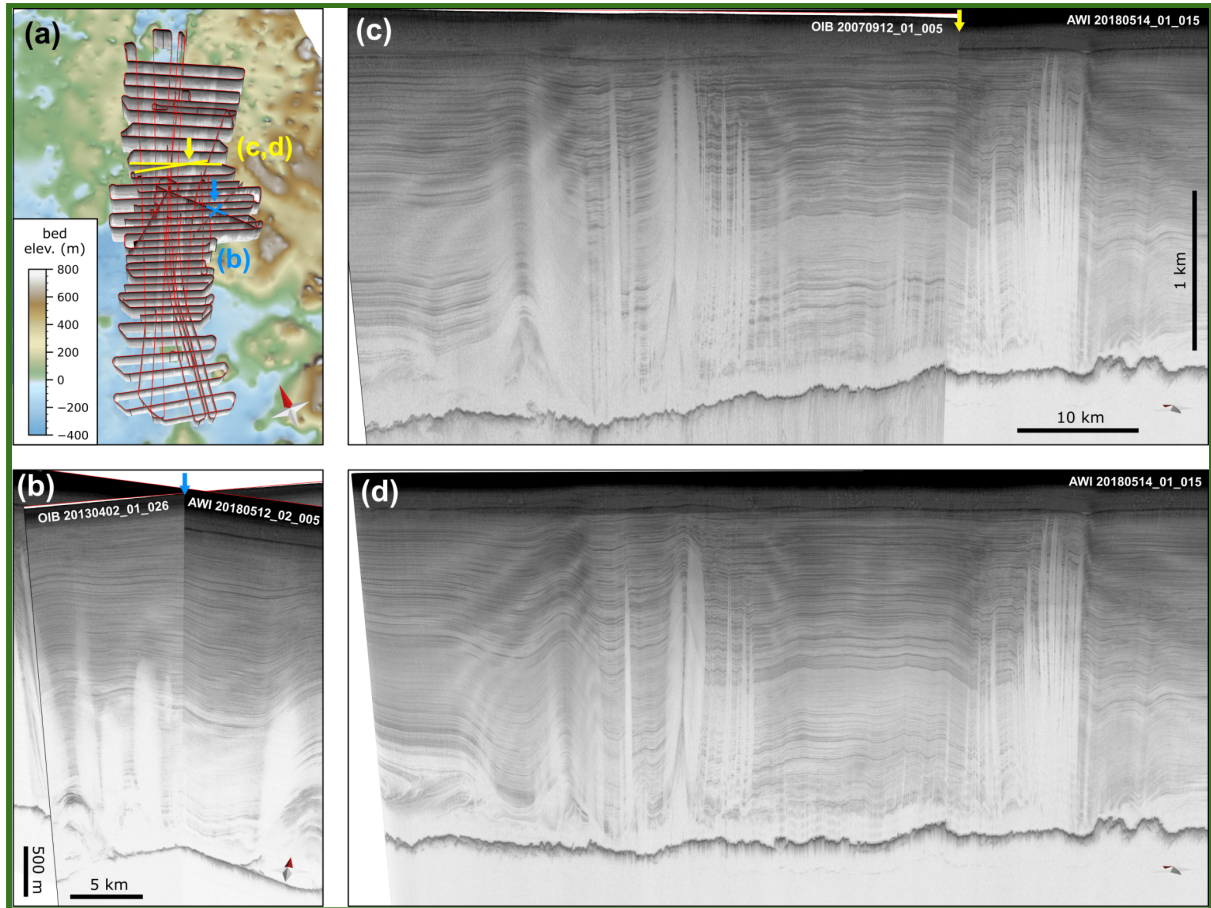 (a)
(c,d)
(b)
bed
elev. (m)
800
600
400
200
0
−200
−400
(c)
OIB 20070912_01_005
AWI 20180514_01_015
1 km
10 km
(b)
OIB 20130402_01_026
AWI 20180512_02_005
500 m
5 km
(d)
AWI 20180514_01_015